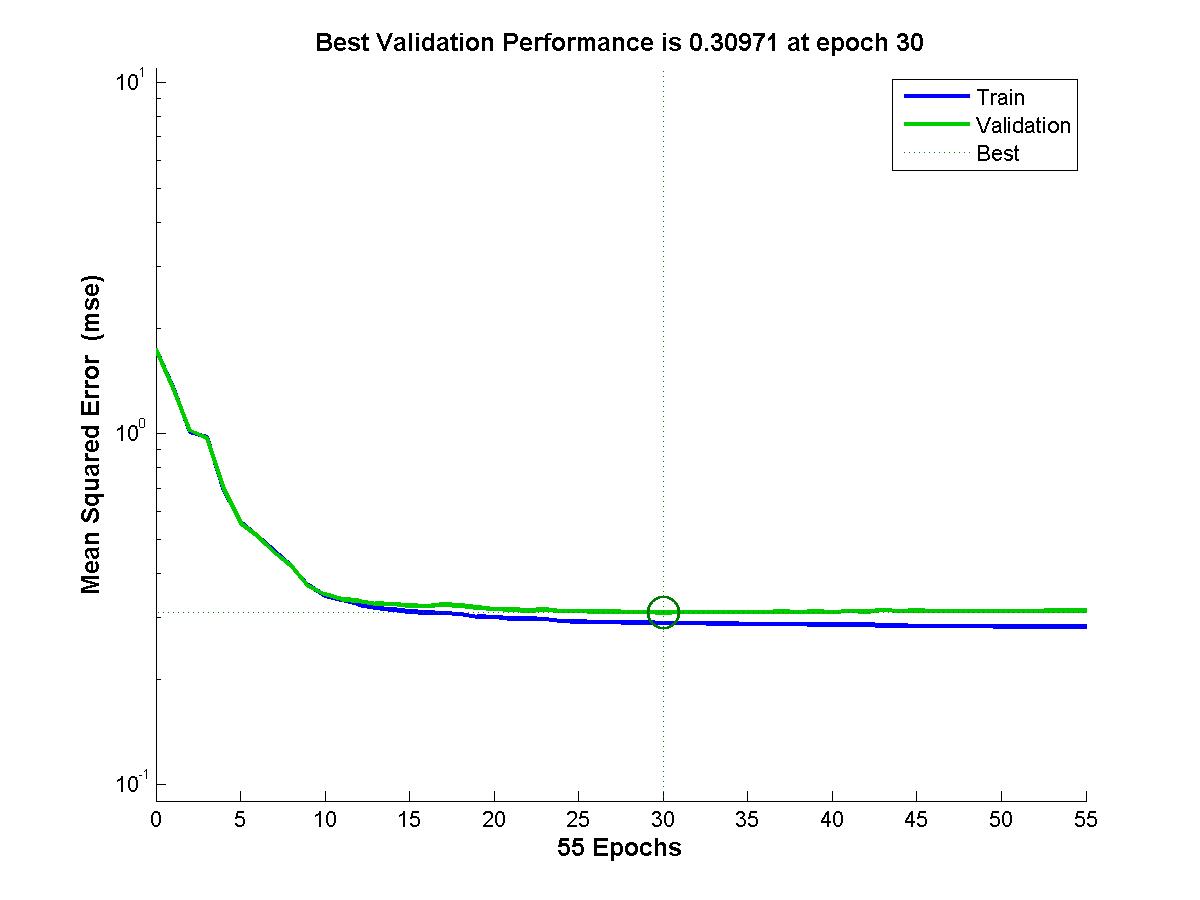 Best Validation Performance is 0.30971 at epoch 30
10^1
10^0
10^-1
Mean Squared Error (mse)
Train
Validation
Best
0 5 10 15 20 25 30 35 40 45 50 55
55 Epochs